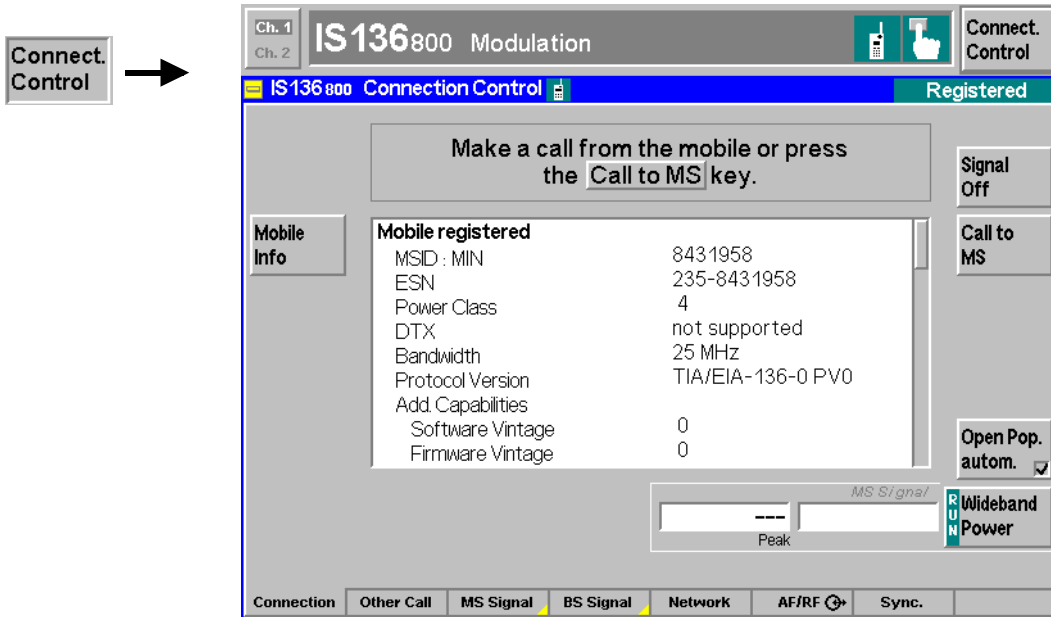 Connect.
Control
Ch. 1
Ch. 2
IS136800 Modulation
Connect.
Control
IS136 800 Connection Control
Registered
Make a call from the mobile or press
the Call to MS key.
Signal
Off
Mobile
Info
Call to
MS
Mobile registered
MSID : MIN 8431958
ESN 235-8431958
Power Class 4
DTX not supported
Bandwidth 25 MHz
Protocol Version TIA/EIA-136-0 PV0
Add. Capabilities
Software Vintage 0
Firmware Vintage 0
Open Pop.
autom.
MS Signal
---
Peak
RUN
Wideband
Power
Connection Other Call MS Signal BS Signal Network AF/RF Sync.